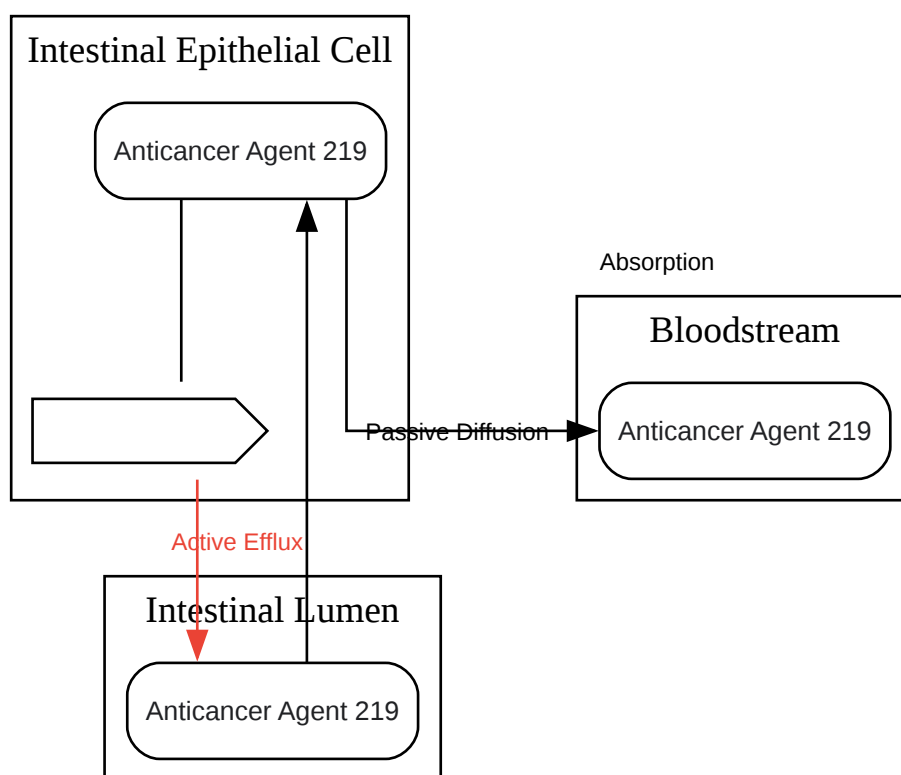 Intestinal Epithelial Cell
Anticancer Agent 219
Absorption
Bloodstream
Passive Diffusion
Anticancer Agent 219
Active Efflux
Intestinal Lumen
Anticancer Agent 219